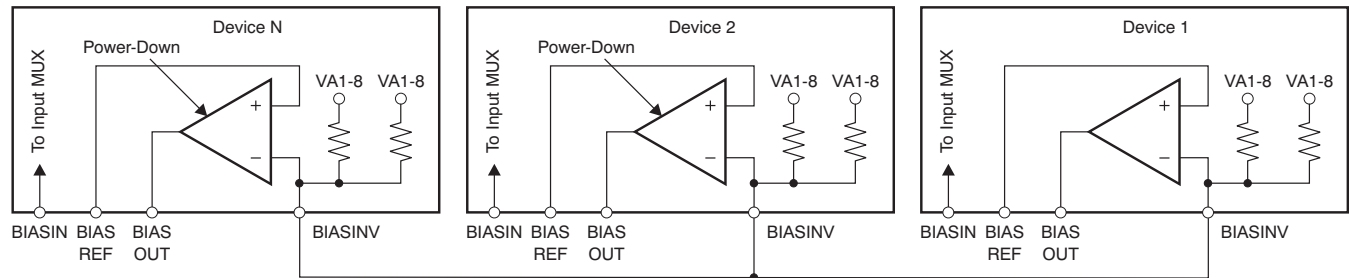 Device N
Power-Down
To Input MUX
VA1-8 VA1-8
+
−
BIASIN
BIAS
REF
BIAS
OUT
BIASINV
Device 2
Power-Down
To Input MUX
VA1-8 VA1-8
+
−
BIASIN
BIAS
REF
BIAS
OUT
BIASINV
Device 1
To Input MUX
VA1-8 VA1-8
+
−
BIASIN
BIAS
REF
BIAS
OUT
BIASINV